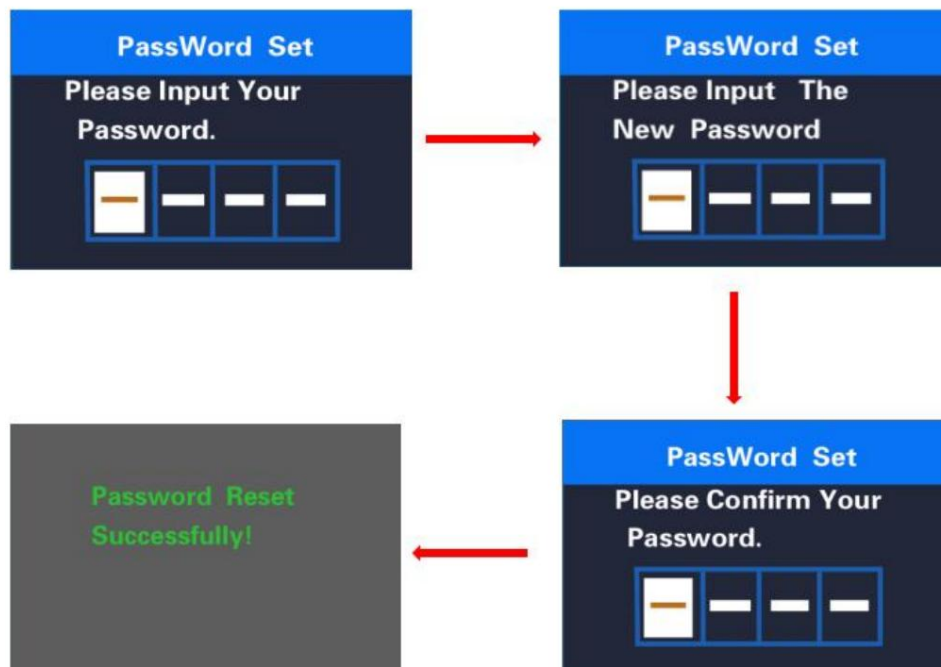 PassWord Set
Please Input Your
Password.
PassWord Set
Please Input The
New Password
PassWord Set
Please Confirm Your
Password.
Password Reset
Successfully!